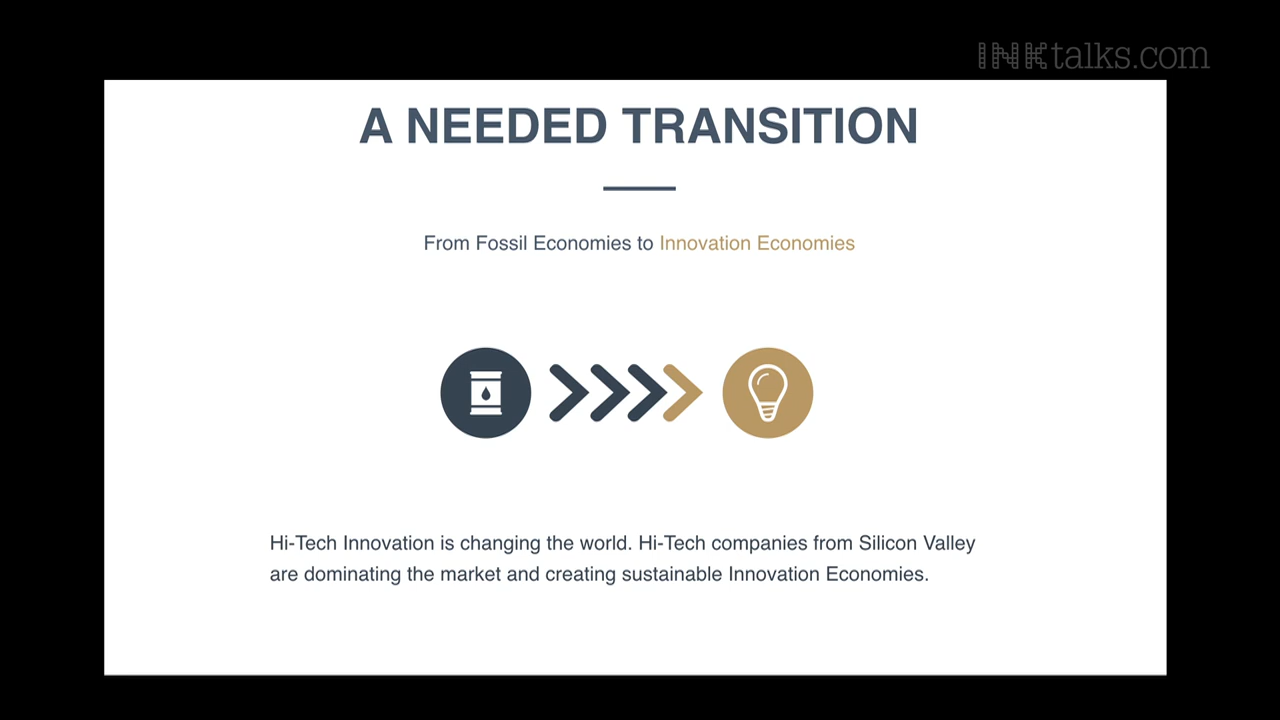 INKtalks.com
A NEEDED TRANSITION
From Fossil Economies to Innovation Economies
Hi-Tech Innovation is changing the world. Hi-Tech companies from Silicon Valley
are dominating the market and creating sustainable Innovation Economies.